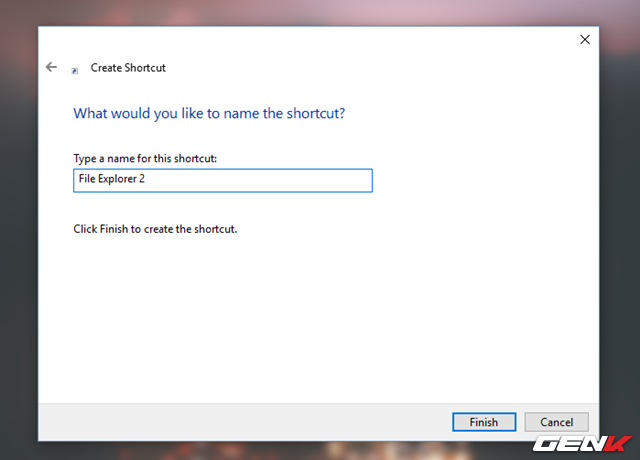 Create Shortcut
What would you like to name the shortcut?
Type a name for this shortcut:
File Explorer 2
Click Finish to create the shortcut.
Finish
Cancel
GENK